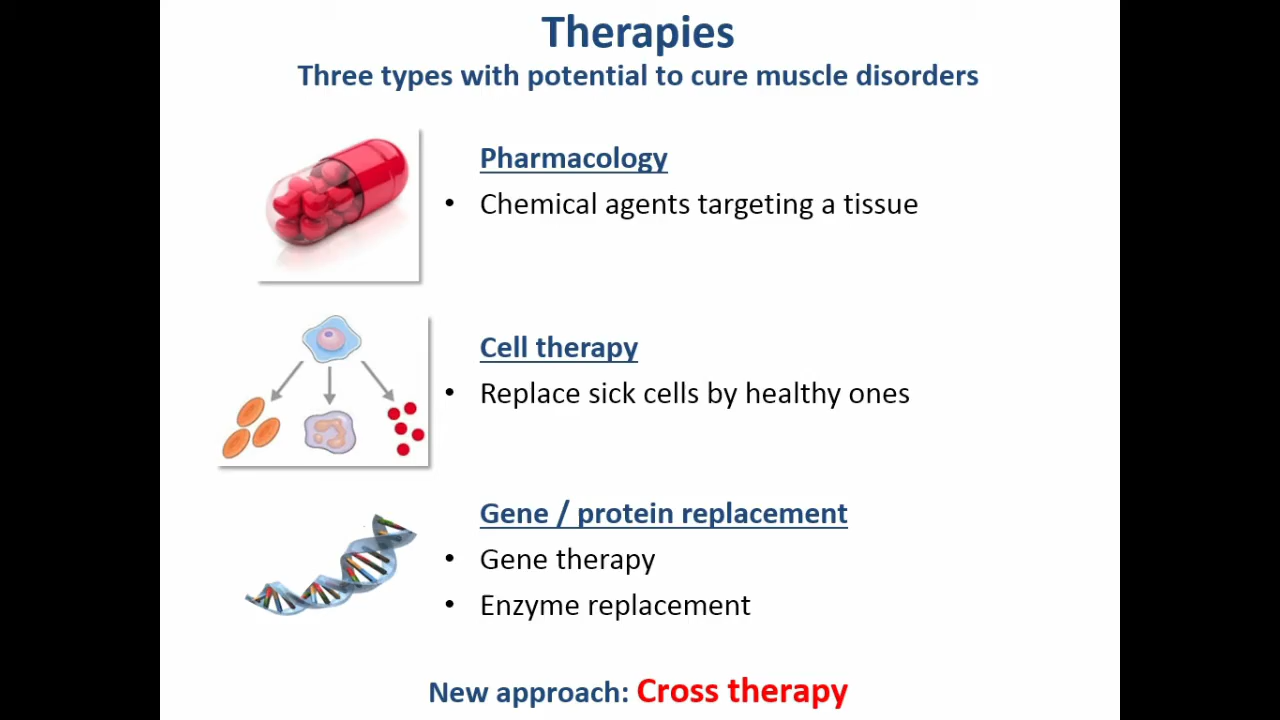 Therapies
Three types with potential to cure muscle disorders
Pharmacology
• Chemical agents targeting a tissue
Cell therapy
• Replace sick cells by healthy ones
Gene / protein replacement
• Gene therapy
• Enzyme replacement
New approach: Cross therapy